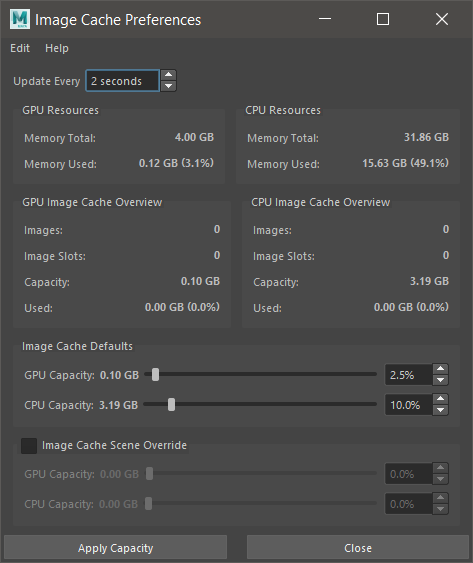 Image Cache Preferences
Edit Help
Update Every 2 seconds
GPU Resources
Memory Total: 4.00 GB
Memory Used: 0.12 GB (3.1%)
CPU Resources
Memory Total: 31.86 GB
Memory Used: 15.63 GB (49.1%)
GPU Image Cache Overview
Images: 0
Image Slots: 0
Capacity: 0.10 GB
Used: 0.00 GB (0.0%)
CPU Image Cache Overview
Images: 0
Image Slots: 0
Capacity: 3.19 GB
Used: 0.00 GB (0.0%)
Image Cache Defaults
GPU Capacity: 0.10 GB 2.5%
CPU Capacity: 3.19 GB 10.0%
Image Cache Scene Override
GPU Capacity: 0.00 GB 0.0%
CPU Capacity: 0.00 GB 0.0%
Apply Capacity Close